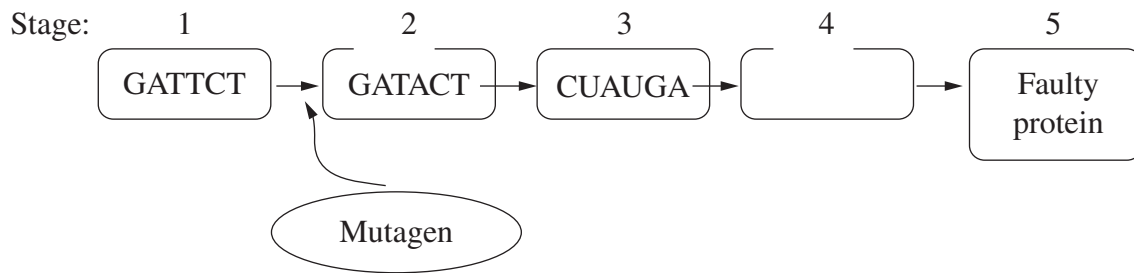 Stage: 1 2 3 4 5
GATTCT GATACT CUAUGA Faulty
protein
Mutagen